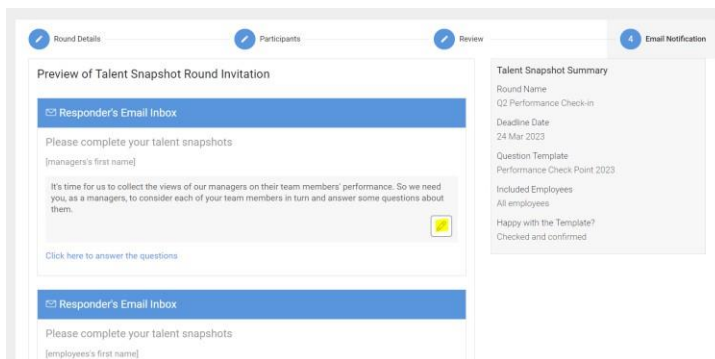 Round Details
Participants
Review
4
Email Notification
Preview of Talent Snapshot Round Invitation
Responder's Email Inbox
Please complete your talent snapshots
[managers's first name]
It's time for us to collect the views of our managers on their team members' performance. So we need
you, as a managers, to consider each of your team members in turn and answer some questions about
them.
Click here to answer the questions
Responder's Email Inbox
Please complete your talent snapshots
[employees's first name]
Talent Snapshot Summary
Round Name
Q2 Performance Check-in
Deadline Date
24 Mar 2023
Question Template
Performance Check Point 2023
Included Employees
All employees
Happy with the Template?
Checked and confirmed